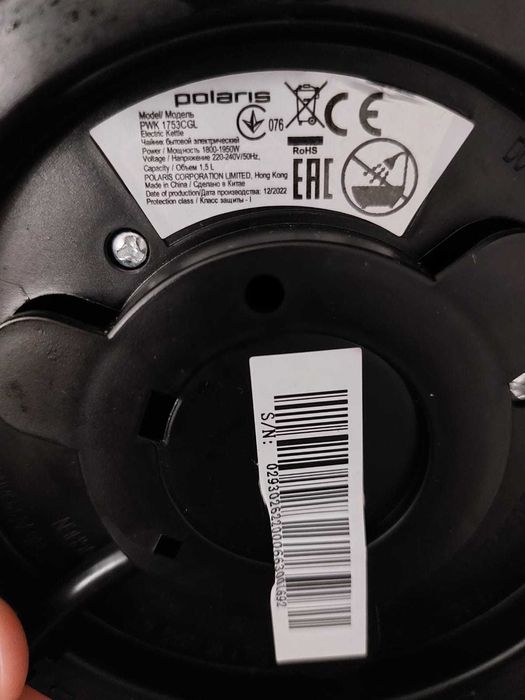 polaris
Model/ Модель
PWK 1753CGL
Electric Kettle
Чайник бытовой электрический
Power / Мощность 1800-1950W
Voltage / Напряжение 220-240V/50Hz,
Capacity / Объем 1,5 L
POLARIS CORPORATION LIMITED, Hong Kong
Made in China / Сделано в Китае
Date of production/Дата производства: 12/2022
Protection class / Класс защиты - I
076
CE
RoHS
EAC
S/N: